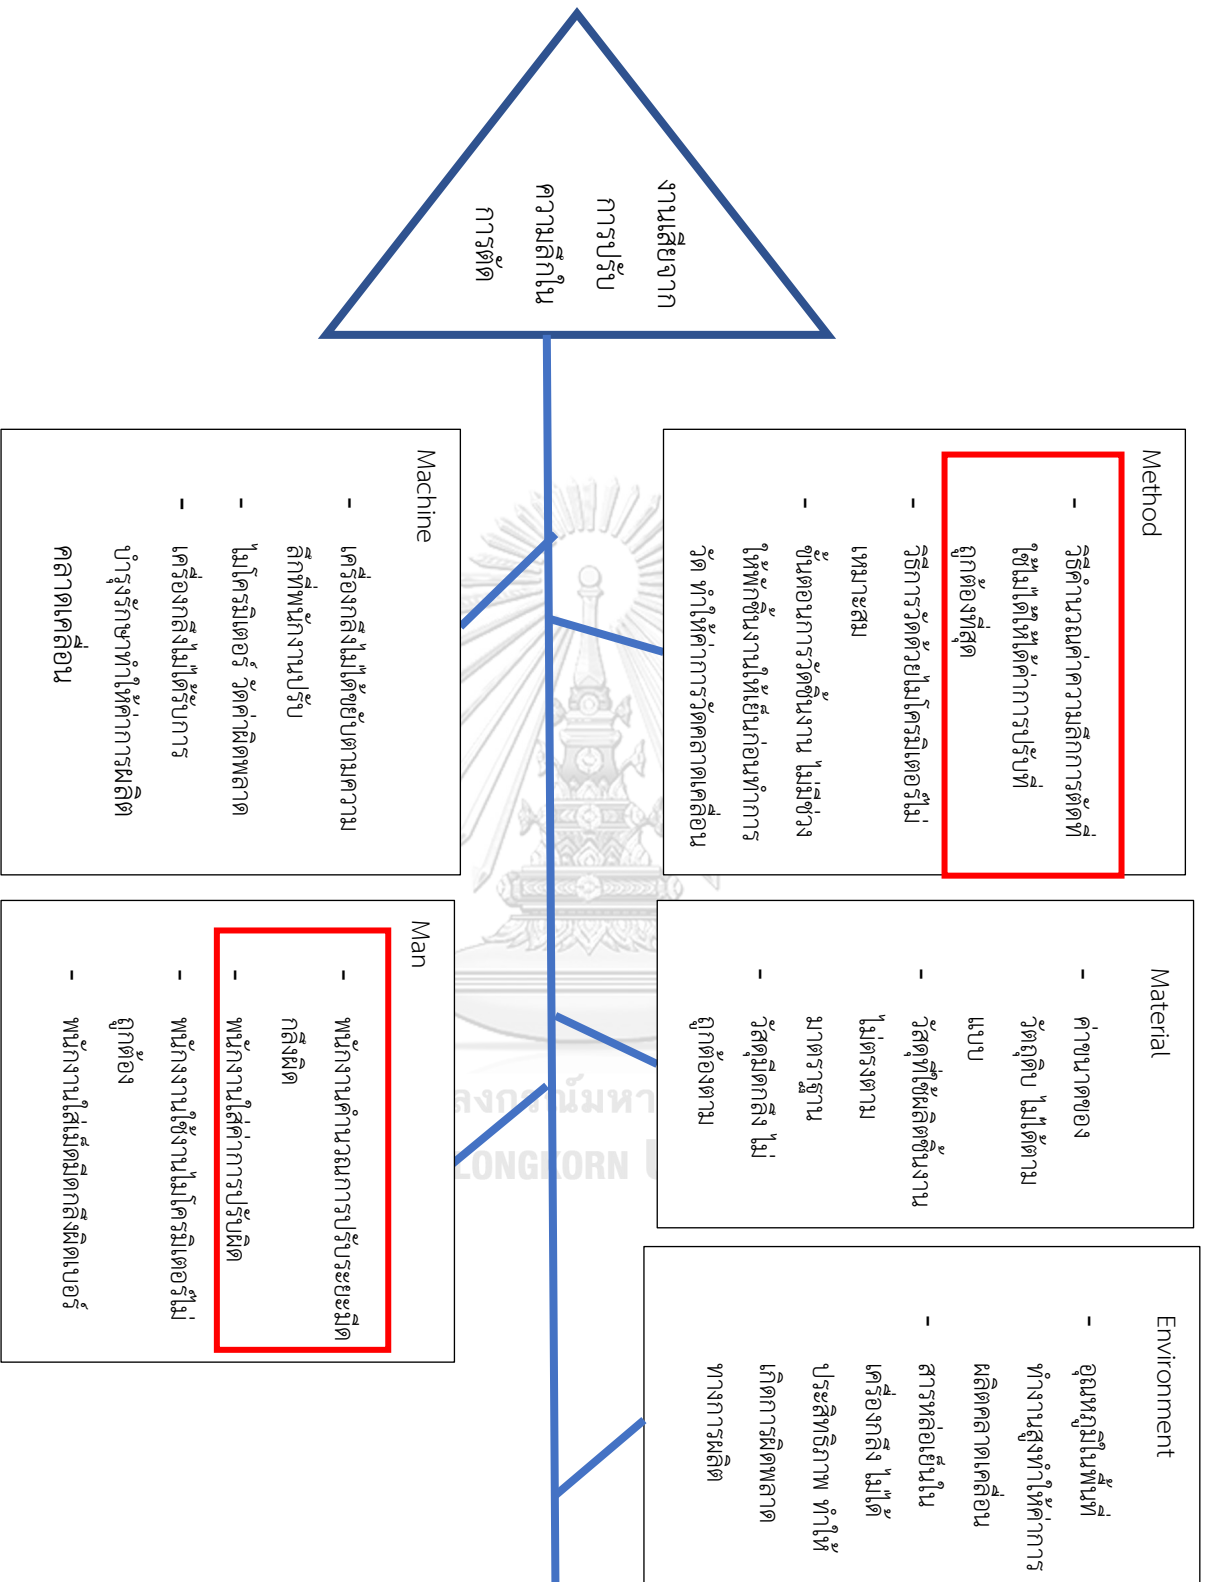 งานเสียจาก
การปรับ
ความลึกใน
การตัด
Method
- วิธีคำนวณค่าความลึกการตัดที่
ใช้ไม่ได้ให้ได้ค่าการปรับที่
ถูกต้องที่สุด
- วิธีการวัดด้วยไมโครมิเตอร์ไม่
เหมาะสม
- ขั้นตอนการวัดชิ้นงาน ไม่มีช่วง
ให้พักชิ้นงานให้เย็นก่อนทำการ
วัด ทำให้ค่าการวัดคลาดเคลื่อน
Material
- ค่าขนาดของ
วัตถุดิบ ไม่ได้ตาม
แบบ
- วัสดุที่ใช้ผลิตชิ้นงาน
ไม่ตรงตาม
มาตราฐาน
- วัสดุมีดกลึง ไม่
ถูกต้องตาม
Environment
- อุณหภูมิในพื้นที่
ทำงานสูงทำให้ค่าการ
ผลิตคลาดเคลื่อน
- สารหล่อเย็นใน
เครื่องกลึง ไม่ได้
ประสิทธิภาพ ทำให้
เกิดการผิดพลาด
ทางการผลิต
Machine
- เครื่องกลึงไม่ได้ขยับตามความ
ลึกที่พนักงานปรับ
- ไมโครมิเตอร์ วัดค่าผิดพลาด
- เครื่องกลึงไม่ได้รับการ
บำรุงรักษาทำให้ค่าการผลิต
คลาดเคลื่อน
Man
- พนักงานคำนวณการปรับระยะมีด
กลึงผิด
- พนักงานใส่ค่าการปรับผิด
- พนักงานใช้งานไมโครมิเตอร์ไม่
ถูกต้อง
- พนักงานใส่เม็ดมีดกลึงผิดเบอร์
ลงกรณ์มหา
LONGKORN